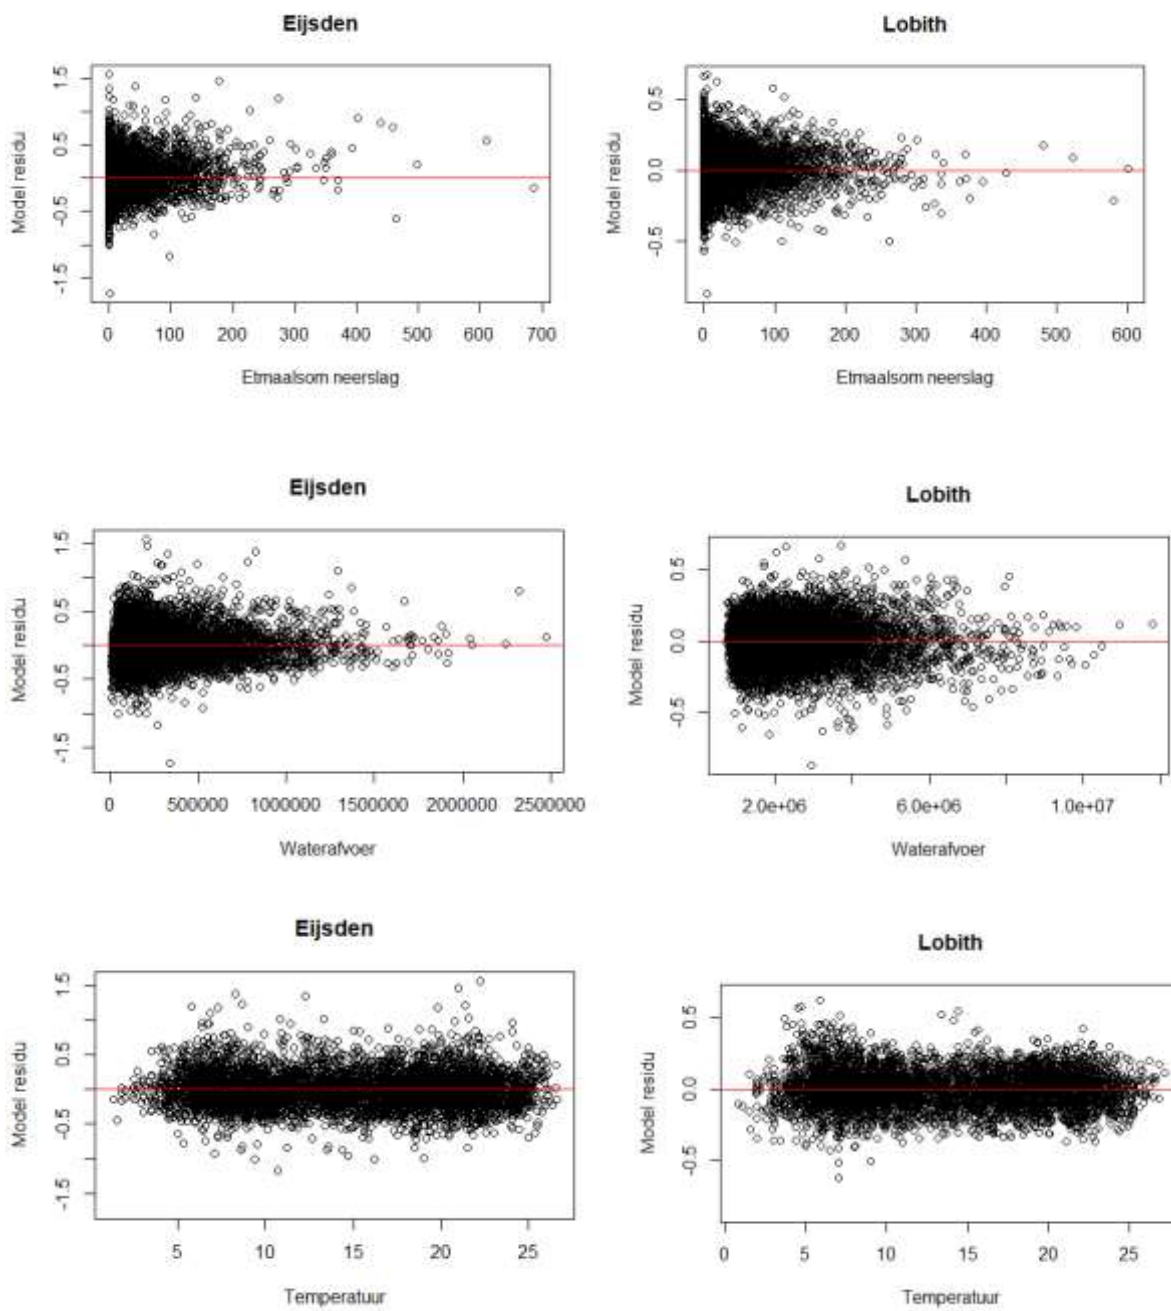 Eijsden
Lobith
Model residu
-1.5 -0.5 0.5 1.5
0 100 200 300 400 500 600 700
Etmaalsom neerslag
Model residu
-0.5 0.0 0.5
0 100 200 300 400 500 600
Etmaalsom neerslag
Eijsden
Lobith
Model residu
-1.5 -0.5 0.5 1.5
0 500000 1000000 1500000 2000000 2500000
Waterafvoer
Model residu
-0.5 0.0 0.5
2.0e+06 6.0e+06 1.0e+07
Waterafvoer
Eijsden
Lobith
Model residu
-1.5 -0.5 0.5 1.5
5 10 15 20 25
Temperatuur
Model residu
-0.5 0.0 0.5
0 5 10 15 20 25
Temperatuur